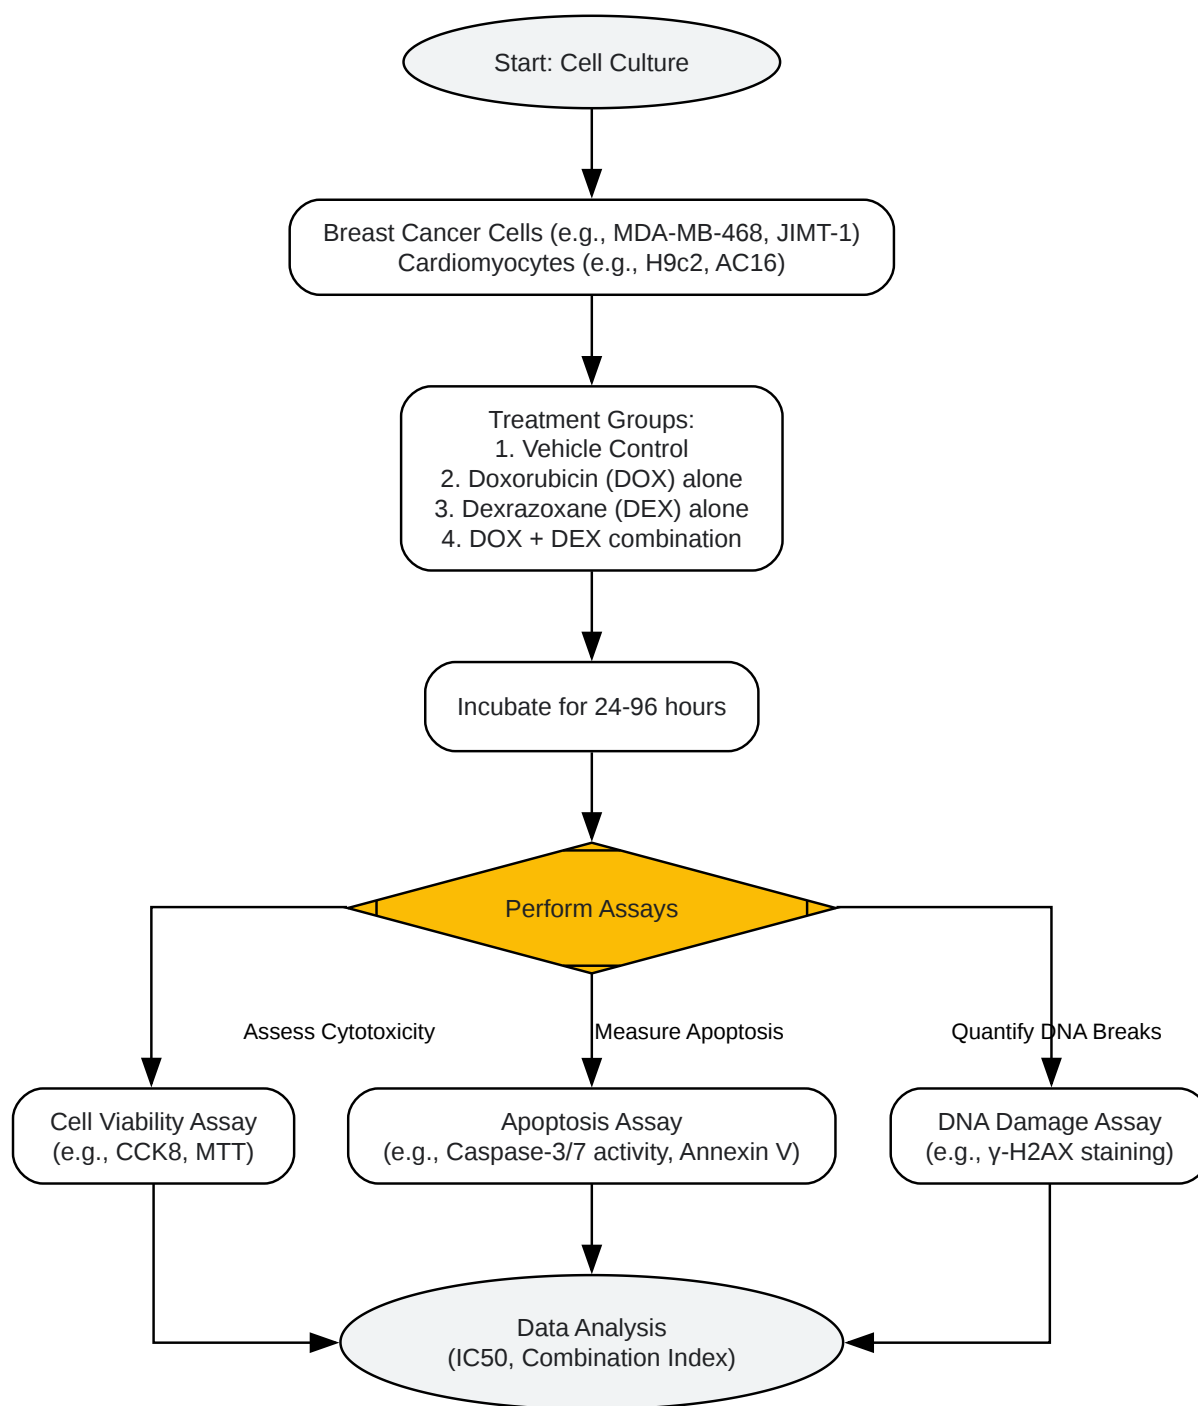 Start: Cell Culture
Breast Cancer Cells (e.g., MDA-MB-468, JIMT-1)
Cardiomyocytes (e.g., H9c2, AC16)
Treatment Groups:
1. Vehicle Control
2. Doxorubicin (DOX) alone
3. Dexrazoxane (DEX) alone
4. DOX + DEX combination
Incubate for 24-96 hours
Perform Assays
Assess Cytotoxicity
Measure Apoptosis
Quantify DNA Breaks
Cell Viability Assay
(e.g., CCK8, MTT)
Apoptosis Assay
(e.g., Caspase-3/7 activity, Annexin V)
DNA Damage Assay
(e.g., γ-H2AX staining)
Data Analysis
(IC50, Combination Index)